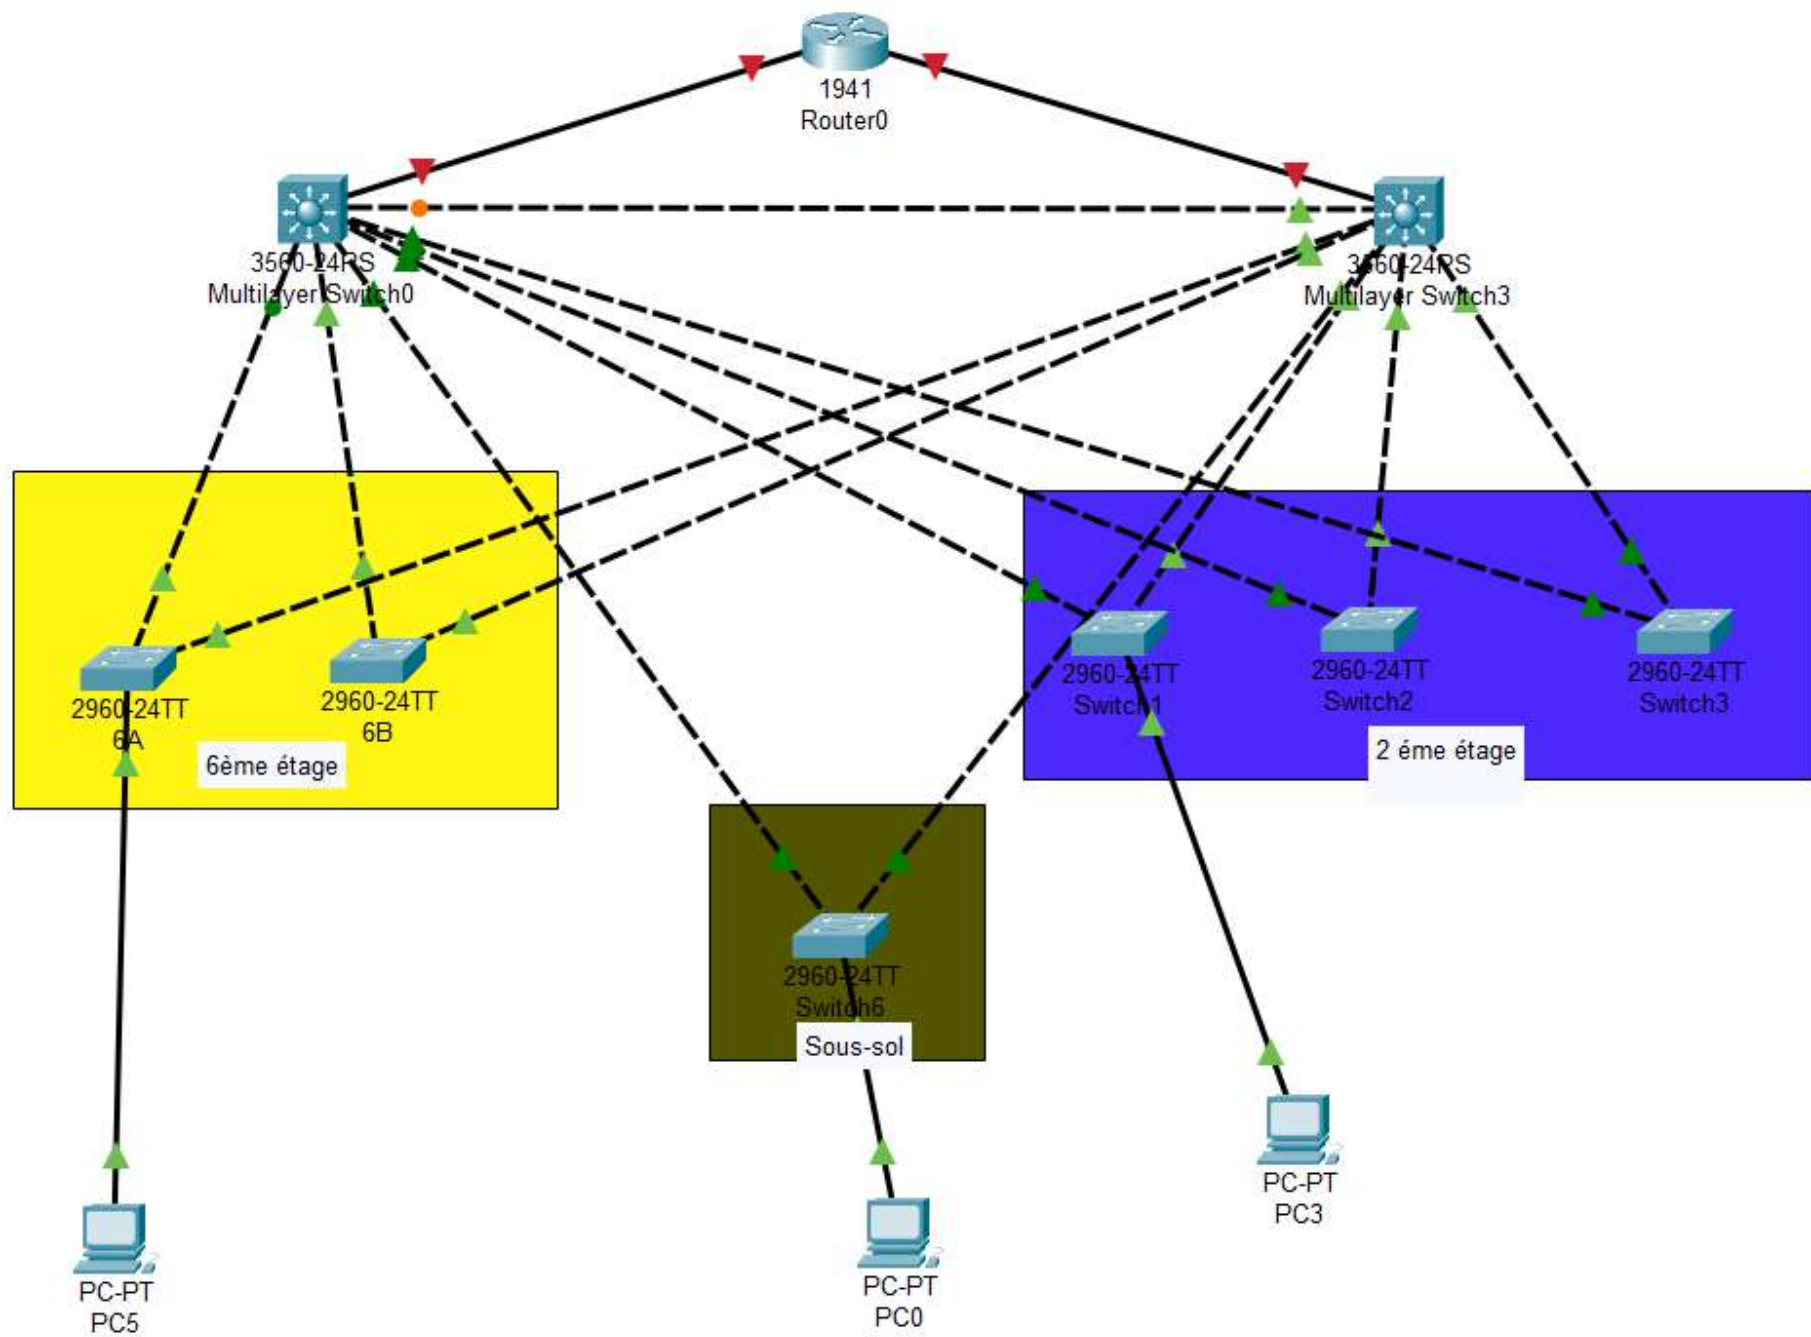 1941
Router0
3560-24PS
Multilayer Switch0
3560-24PS
Multilayer Switch3
2960-24TT
6A
2960-24TT
6B
6ème étage
2960-24TT
Switch1
2960-24TT
Switch2
2960-24TT
Switch3
2 éme étage
2960-24TT
Switch6
Sous-sol
PC-PT
PC3
PC-PT
PC5
PC-PT
PC0